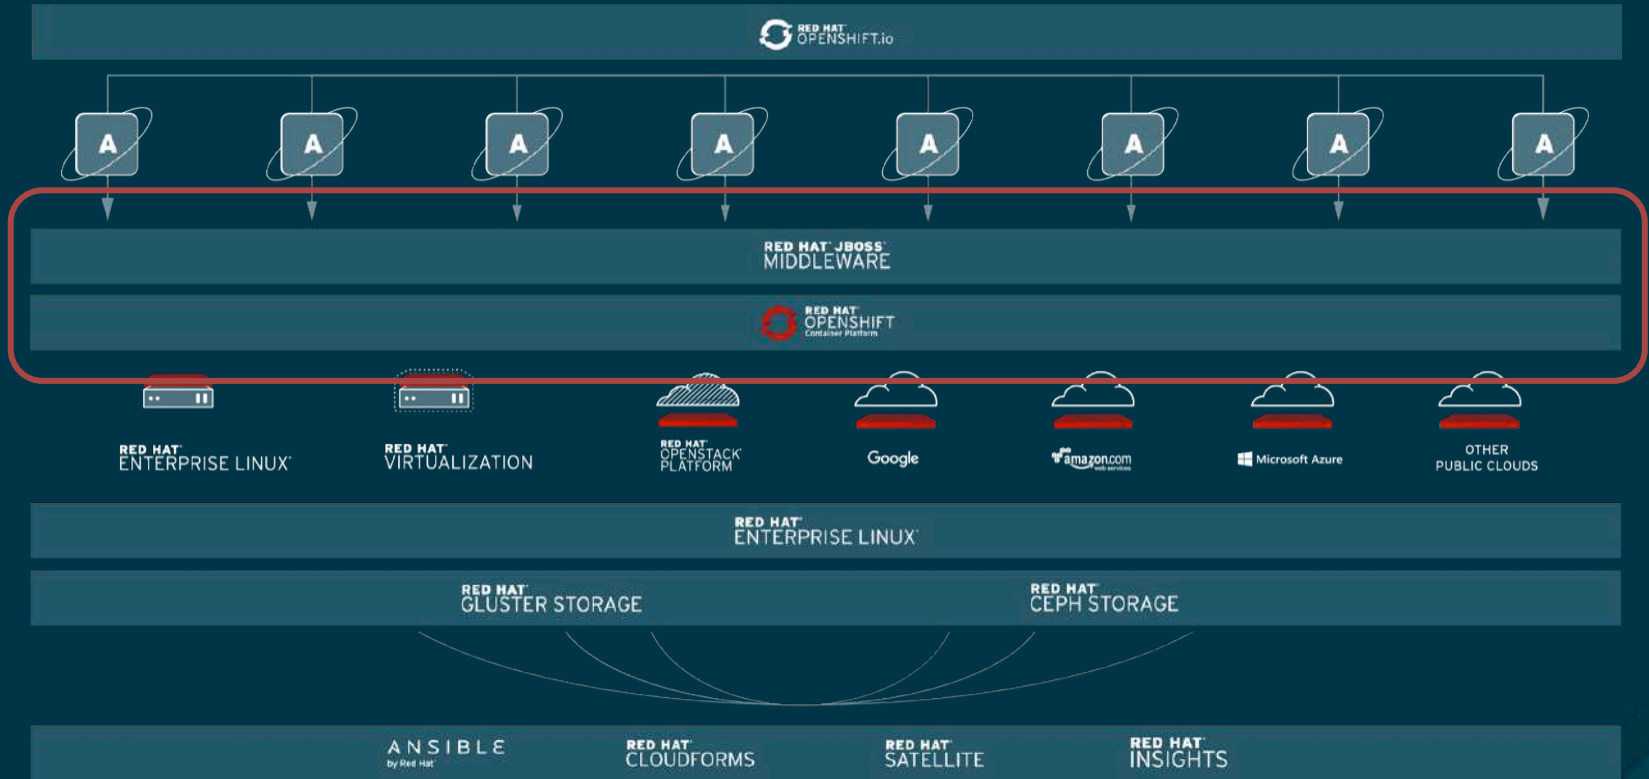 RED HAT®
OPENSHIFT.io
A A A A A A A A
RED HAT® JBOSS®
MIDDLEWARE
RED HAT®
OPENSHIFT
Container Platform
RED HAT®
ENTERPRISE LINUX®
RED HAT®
VIRTUALIZATION
RED HAT®
OPENSTACK®
PLATFORM
Google
amazon.com
web services
Microsoft Azure
OTHER
PUBLIC CLOUDS
RED HAT®
ENTERPRISE LINUX®
RED HAT®
GLUSTER STORAGE
RED HAT®
CEPH STORAGE
ANSIBLE
by Red Hat®
RED HAT®
CLOUDFORMS
RED HAT®
SATELLITE
RED HAT®
INSIGHTS